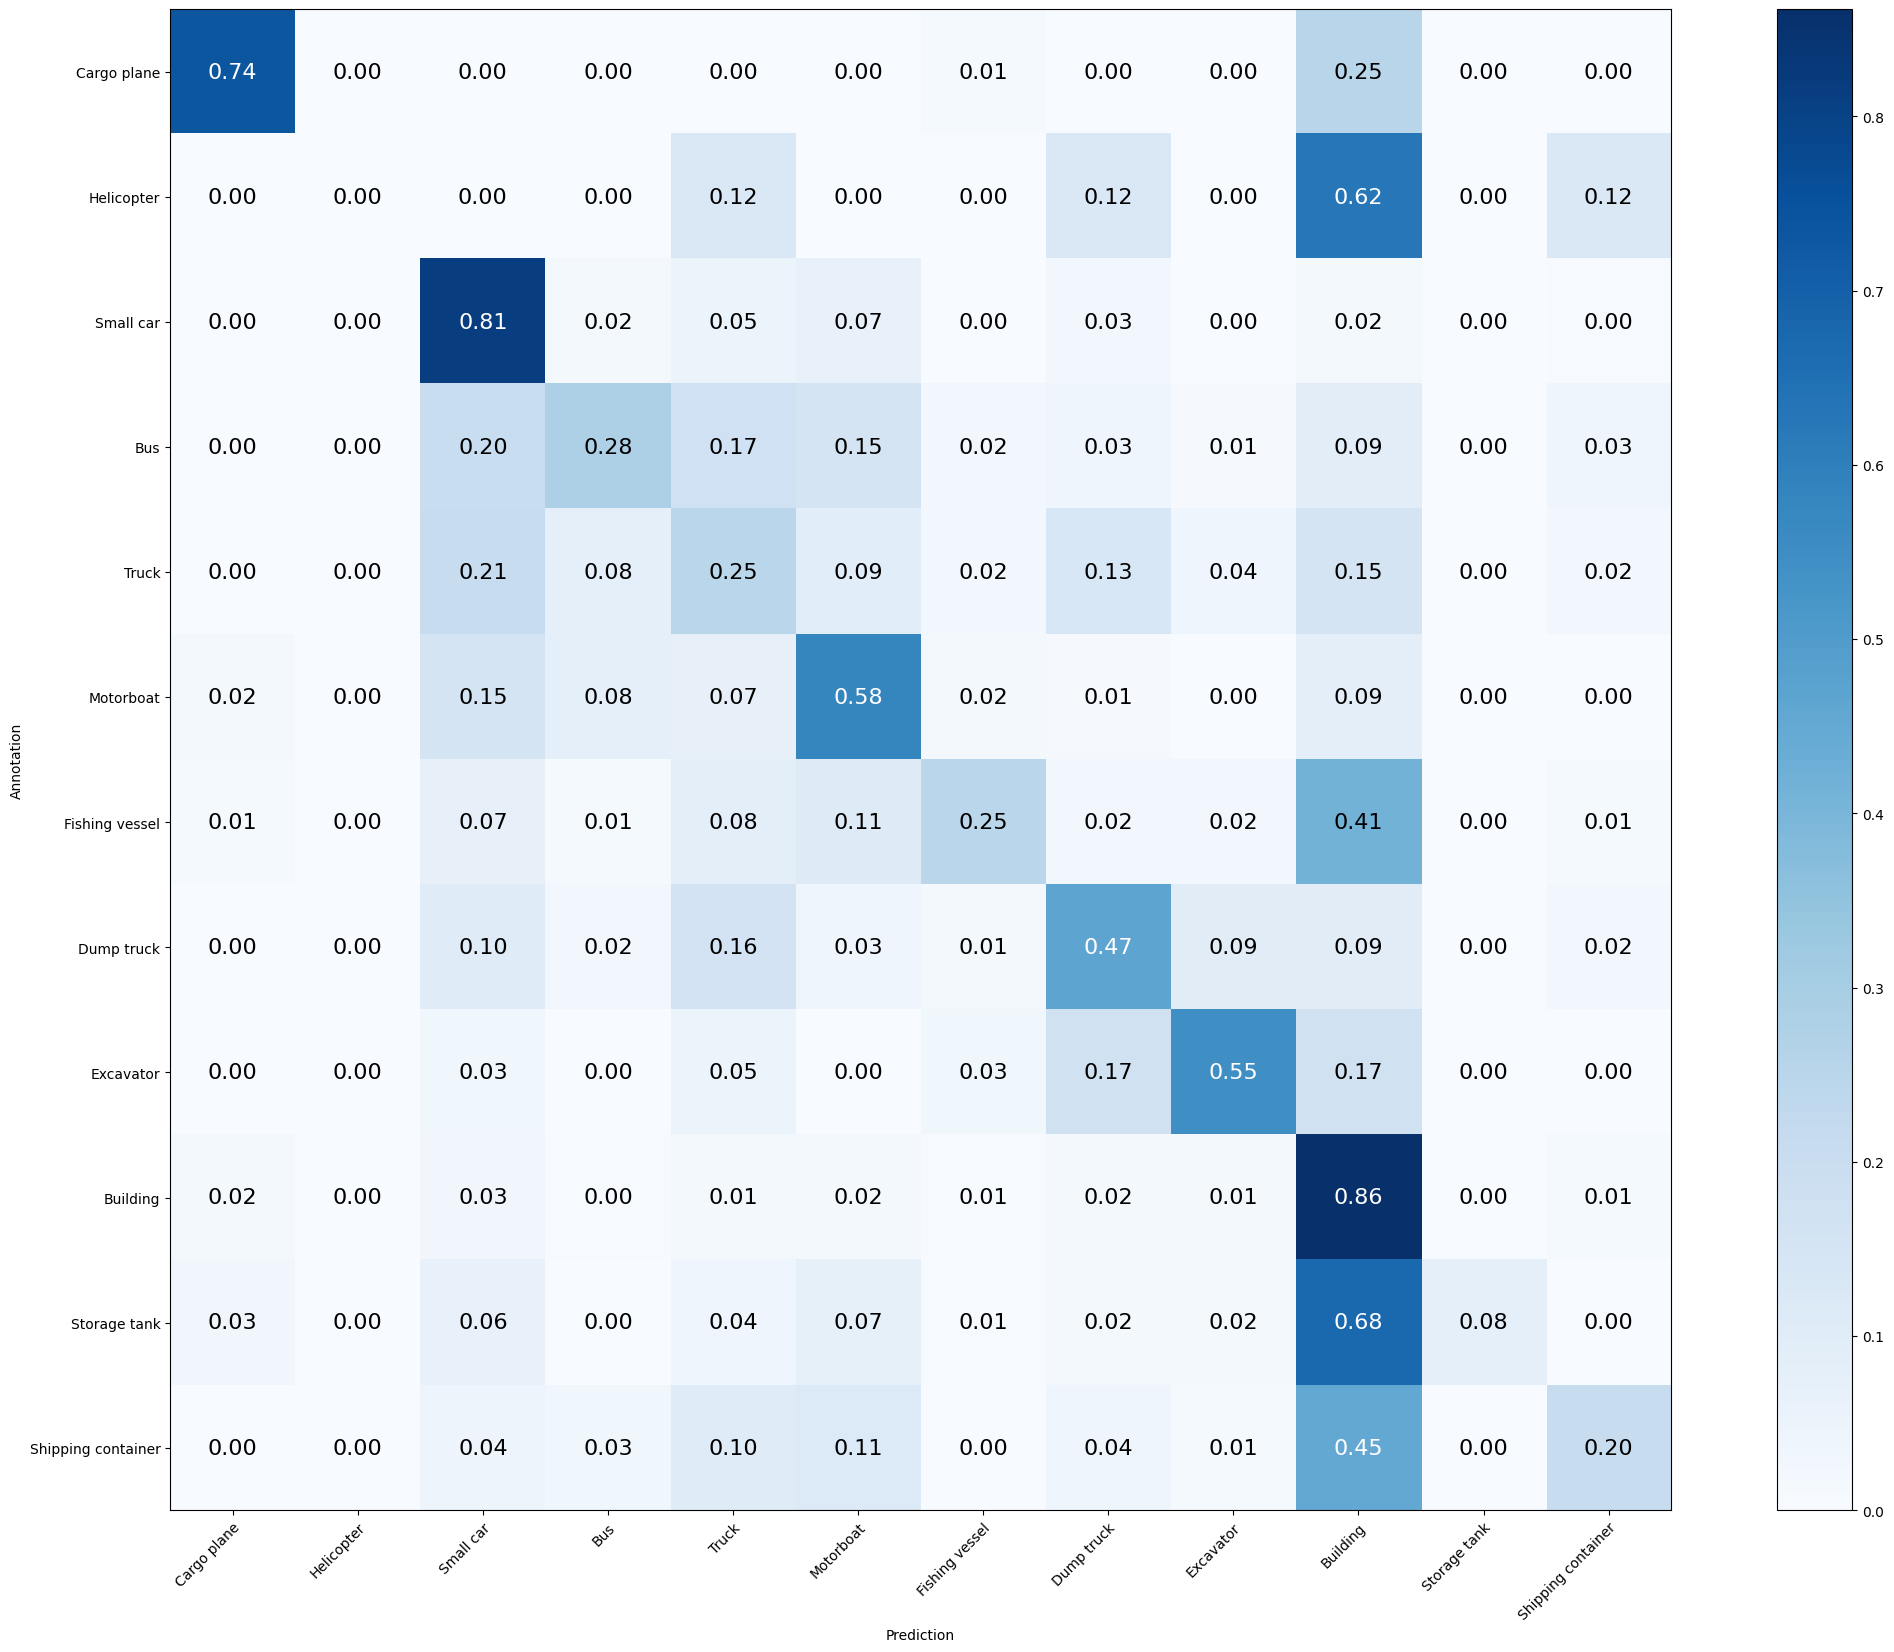 Cargo plane 0.74 0.00 0.00 0.00 0.00 0.00 0.01 0.00 0.00 0.25 0.00 0.00
Helicopter 0.00 0.00 0.00 0.00 0.12 0.00 0.00 0.12 0.00 0.62 0.00 0.12
Small car 0.00 0.00 0.81 0.02 0.05 0.07 0.00 0.03 0.00 0.02 0.00 0.00
Bus 0.00 0.00 0.20 0.28 0.17 0.15 0.02 0.03 0.01 0.09 0.00 0.03
Truck 0.00 0.00 0.21 0.08 0.25 0.09 0.02 0.13 0.04 0.15 0.00 0.02
Motorboat 0.02 0.00 0.15 0.08 0.07 0.58 0.02 0.01 0.00 0.09 0.00 0.00
Fishing vessel 0.01 0.00 0.07 0.01 0.08 0.11 0.25 0.02 0.02 0.41 0.00 0.01
Dump truck 0.00 0.00 0.10 0.02 0.16 0.03 0.01 0.47 0.09 0.09 0.00 0.02
Excavator 0.00 0.00 0.03 0.00 0.05 0.00 0.03 0.17 0.55 0.17 0.00 0.00
Building 0.02 0.00 0.03 0.00 0.01 0.02 0.01 0.02 0.01 0.86 0.00 0.01
Storage tank 0.03 0.00 0.06 0.00 0.04 0.07 0.01 0.02 0.02 0.68 0.08 0.00
Shipping container 0.00 0.00 0.04 0.03 0.10 0.11 0.00 0.04 0.01 0.45 0.00 0.20
Annotation
Cargo plane Helicopter Small car Bus Truck Motorboat Fishing vessel Dump truck Excavator Building Storage tank Shipping container
Prediction
0.8
0.7
0.6
0.5
0.4
0.3
0.2
0.1
0.0